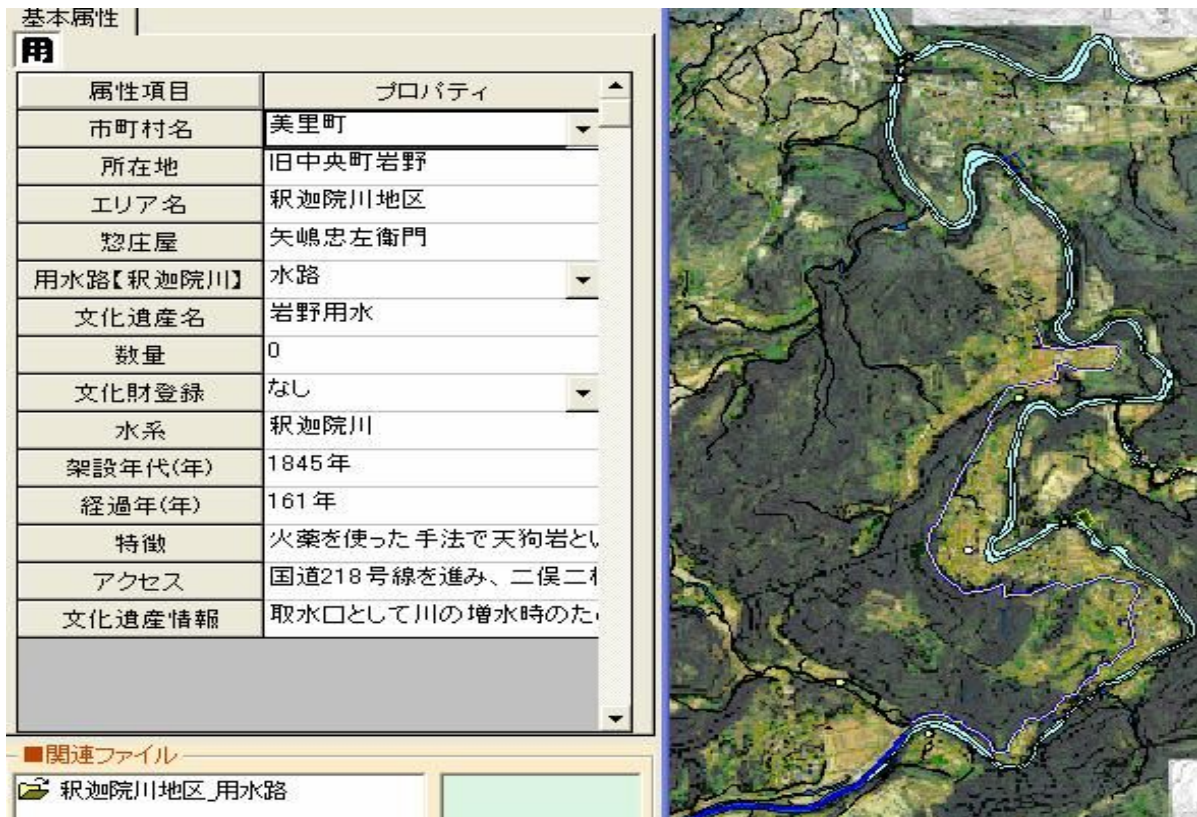 基本属性
用
属性項目 プロパティ
市町村名 美里町
所在地 旧中央町岩野
エリア名 釈迦院川地区
惣庄屋 矢嶋忠左衛門
用水路【釈迦院川】 水路
文化遺産名 岩野用水
数量 0
文化財登録 なし
水系 釈迦院川
架設年代(年) 1845年
経過年(年) 161年
特徴 火薬を使った手法で天狗岩とい
アクセス 国道218号線を進み、二俣二
文化遺産情報 取水口として川の増水時のた
■関連ファイル
釈迦院川地区_用水路